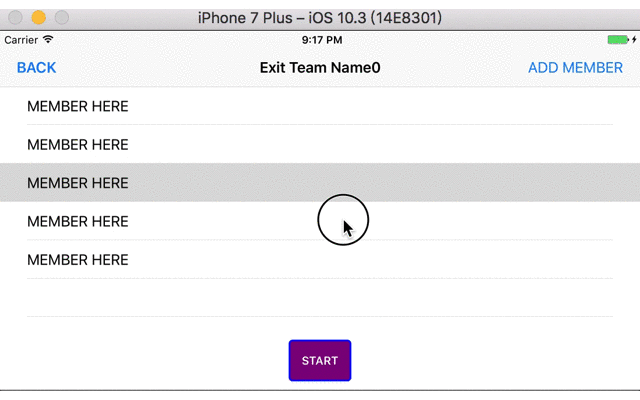 iPhone 7 Plus – iOS 10.3 (14E8301)
Carrier 9:17 PM
BACK Exit Team Name0 ADD MEMBER
MEMBER HERE
MEMBER HERE
MEMBER HERE
MEMBER HERE
MEMBER HERE
START